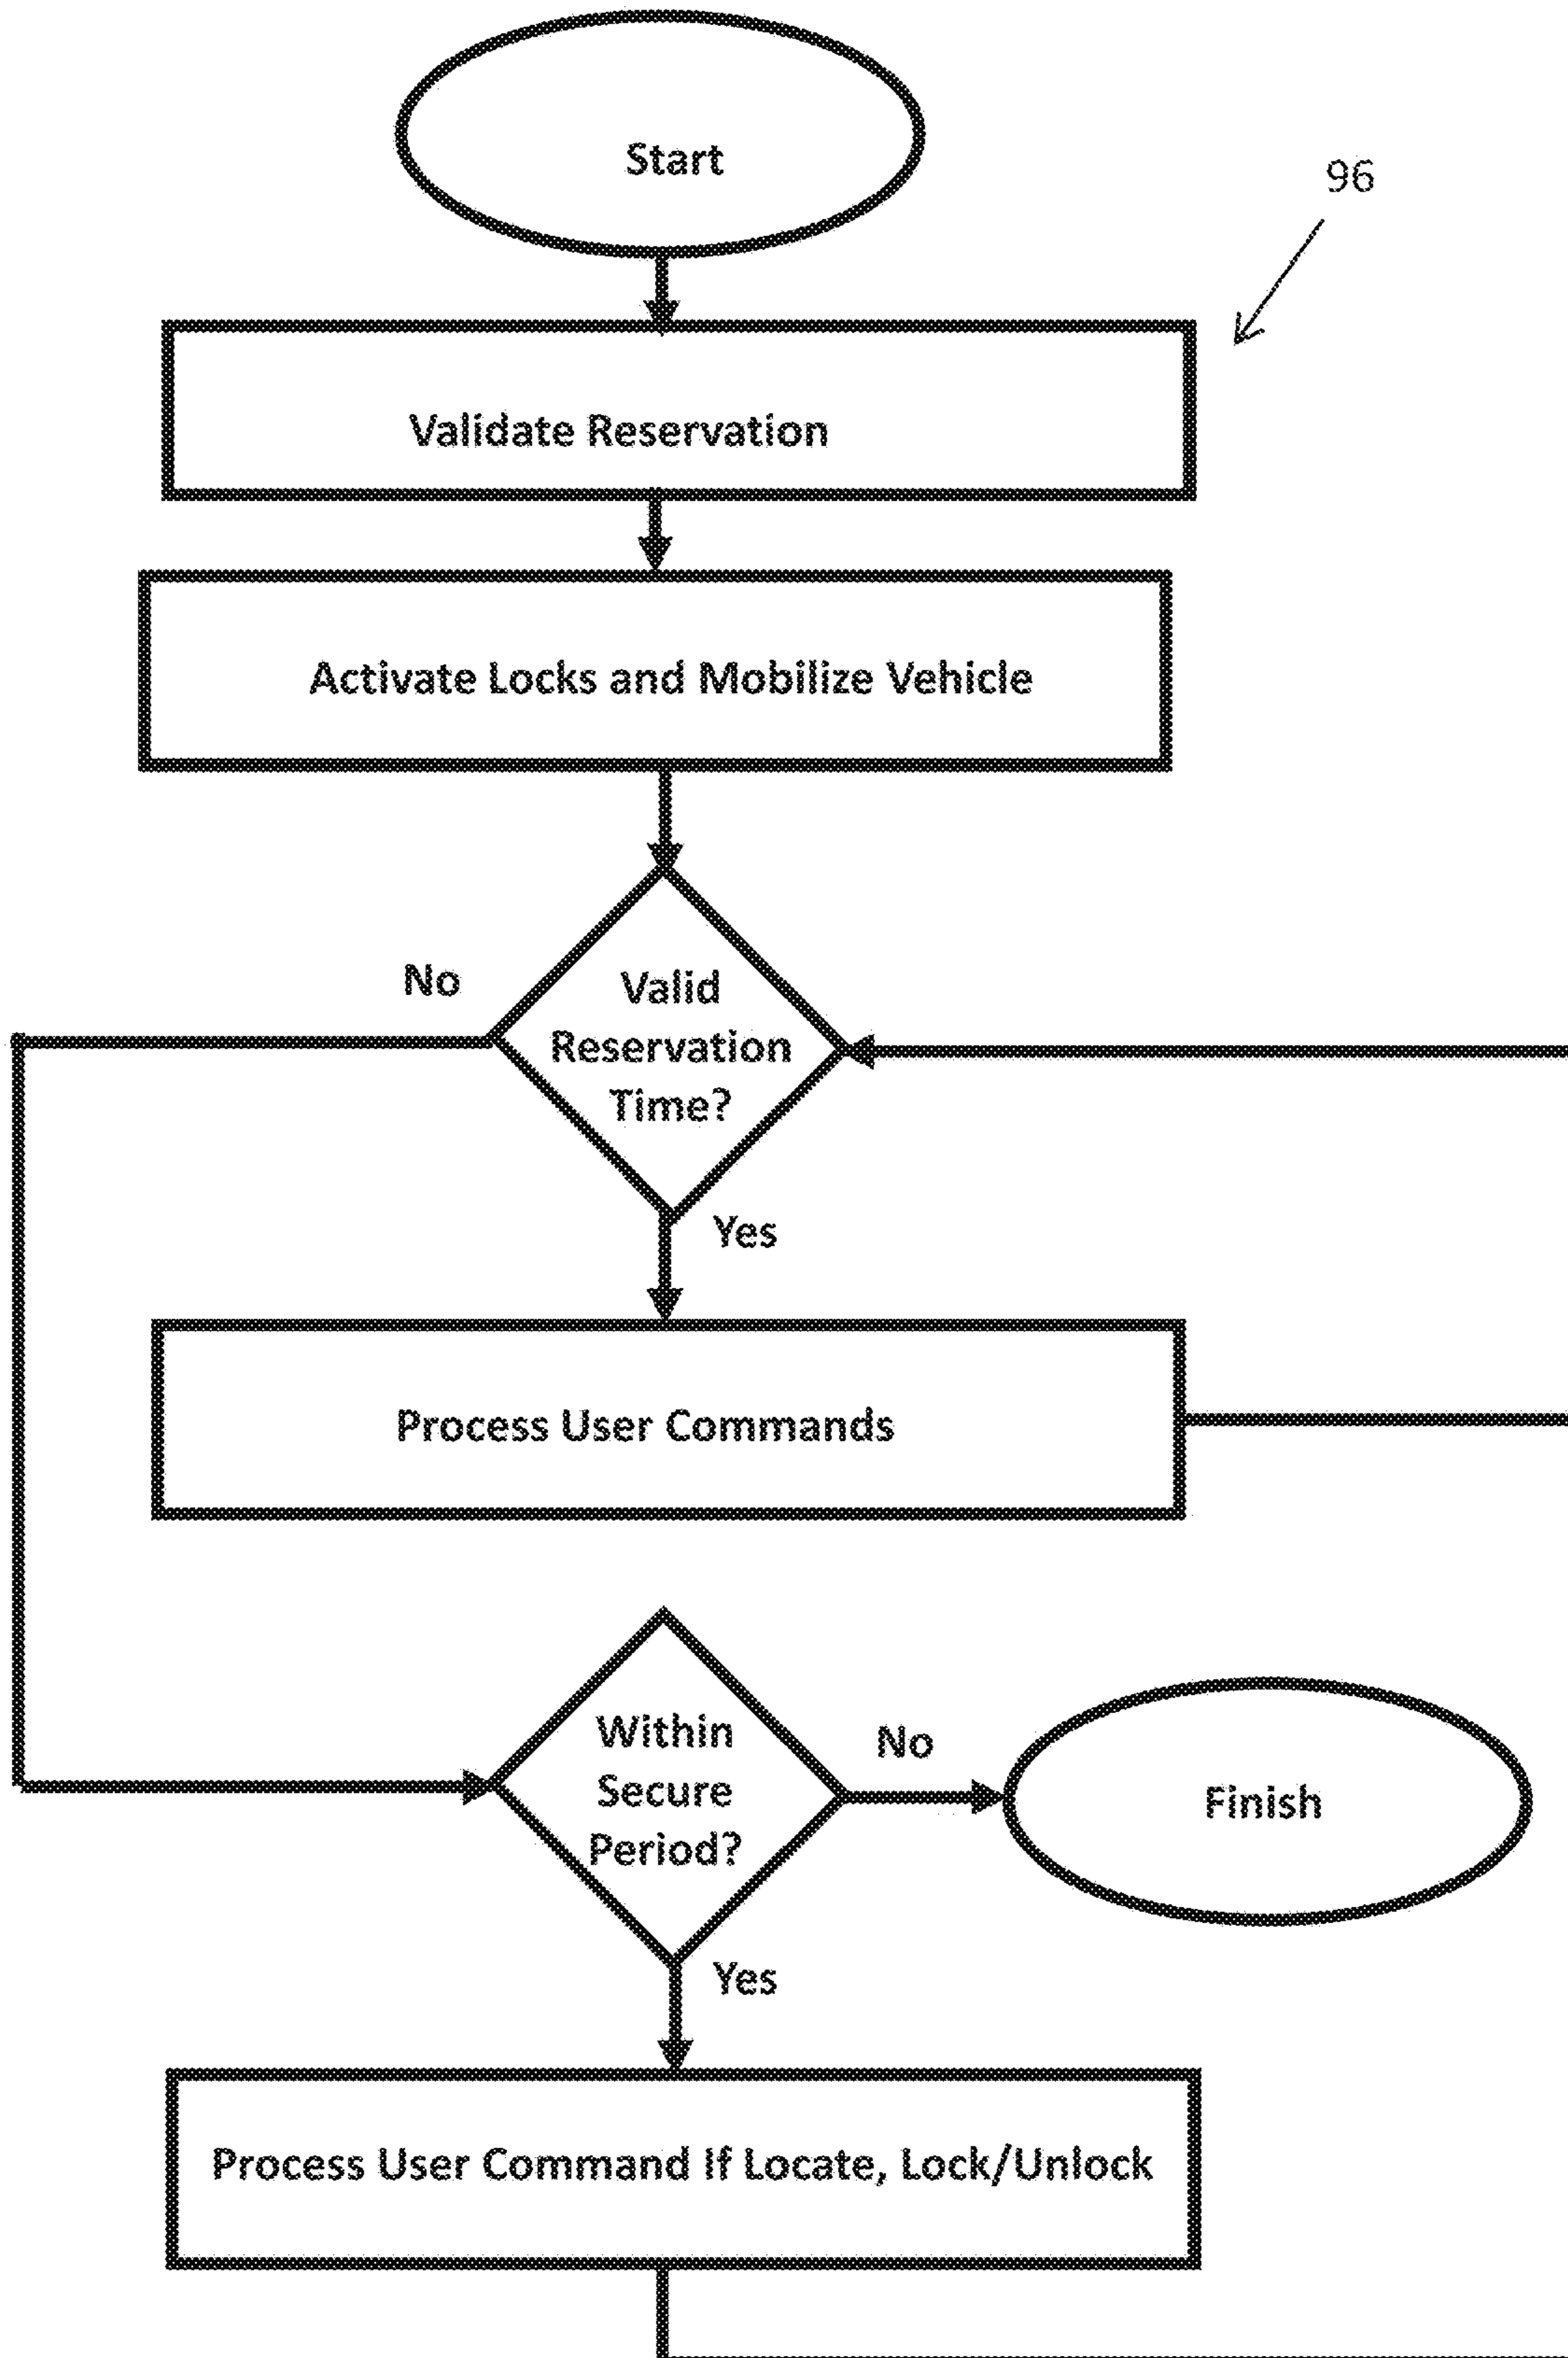 Start
96
Validate Reservation
Activate Locks and Mobilize Vehicle
No
Valid
Reservation
Time?
Yes
Process User Commands
Within
Secure
Period?
No
Finish
Yes
Process User Command If Locate, Lock/Unlock